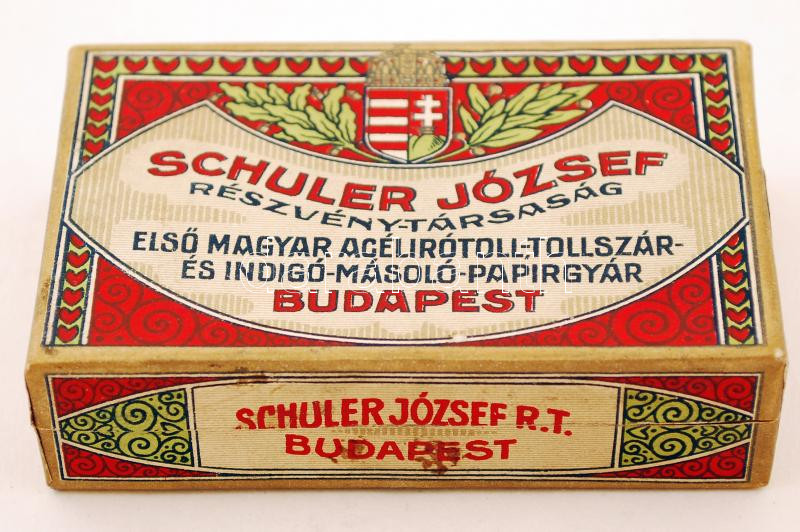 SCHULER JÓZSEF
RÉSZVÉNY-TÁRSASÁG
ELSŐ MAGYAR ACÉLIRÓTOLL-TOLLSZÁR-
ÉS INDIGÓ-MÁSOLÓ-PAPIRGYÁR
BUDAPEST
SCHULER JÓZSEF R.T.
BUDAPEST